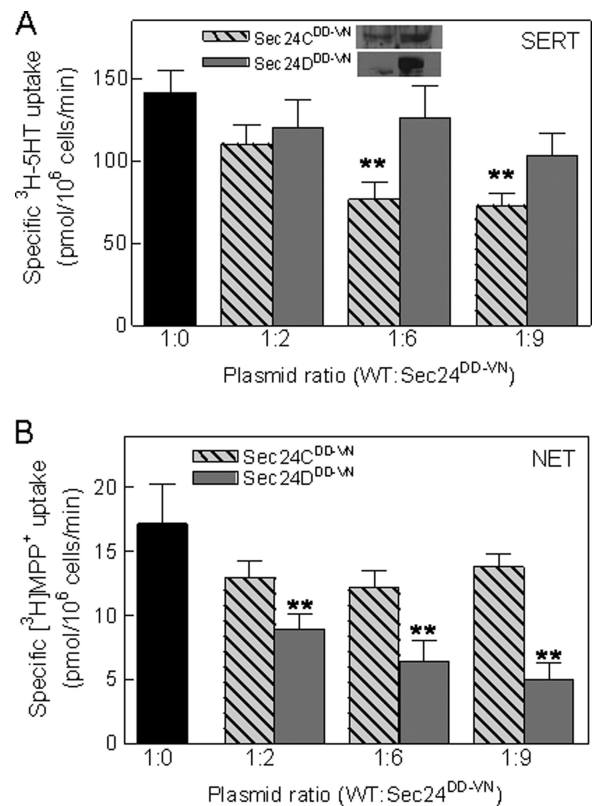 A
Sec24C^DD-VN
Sec24D^DD-VN
SERT
Specific ³H-5HT uptake
(pmol/10⁶ cells/min)
150
100
50
0
**
**
1:0 1:2 1:6 1:9
Plasmid ratio (WT:Sec24^DD-VN)
B
Sec24C^DD-VN
Sec24D^DD-VN
NET
Specific [³H]MPP⁺ uptake
(pmol/10⁶ cells/min)
20
15
10
5
0
**
**
**
1:0 1:2 1:6 1:9
Plasmid ratio (WT:Sec24^DD-VN)